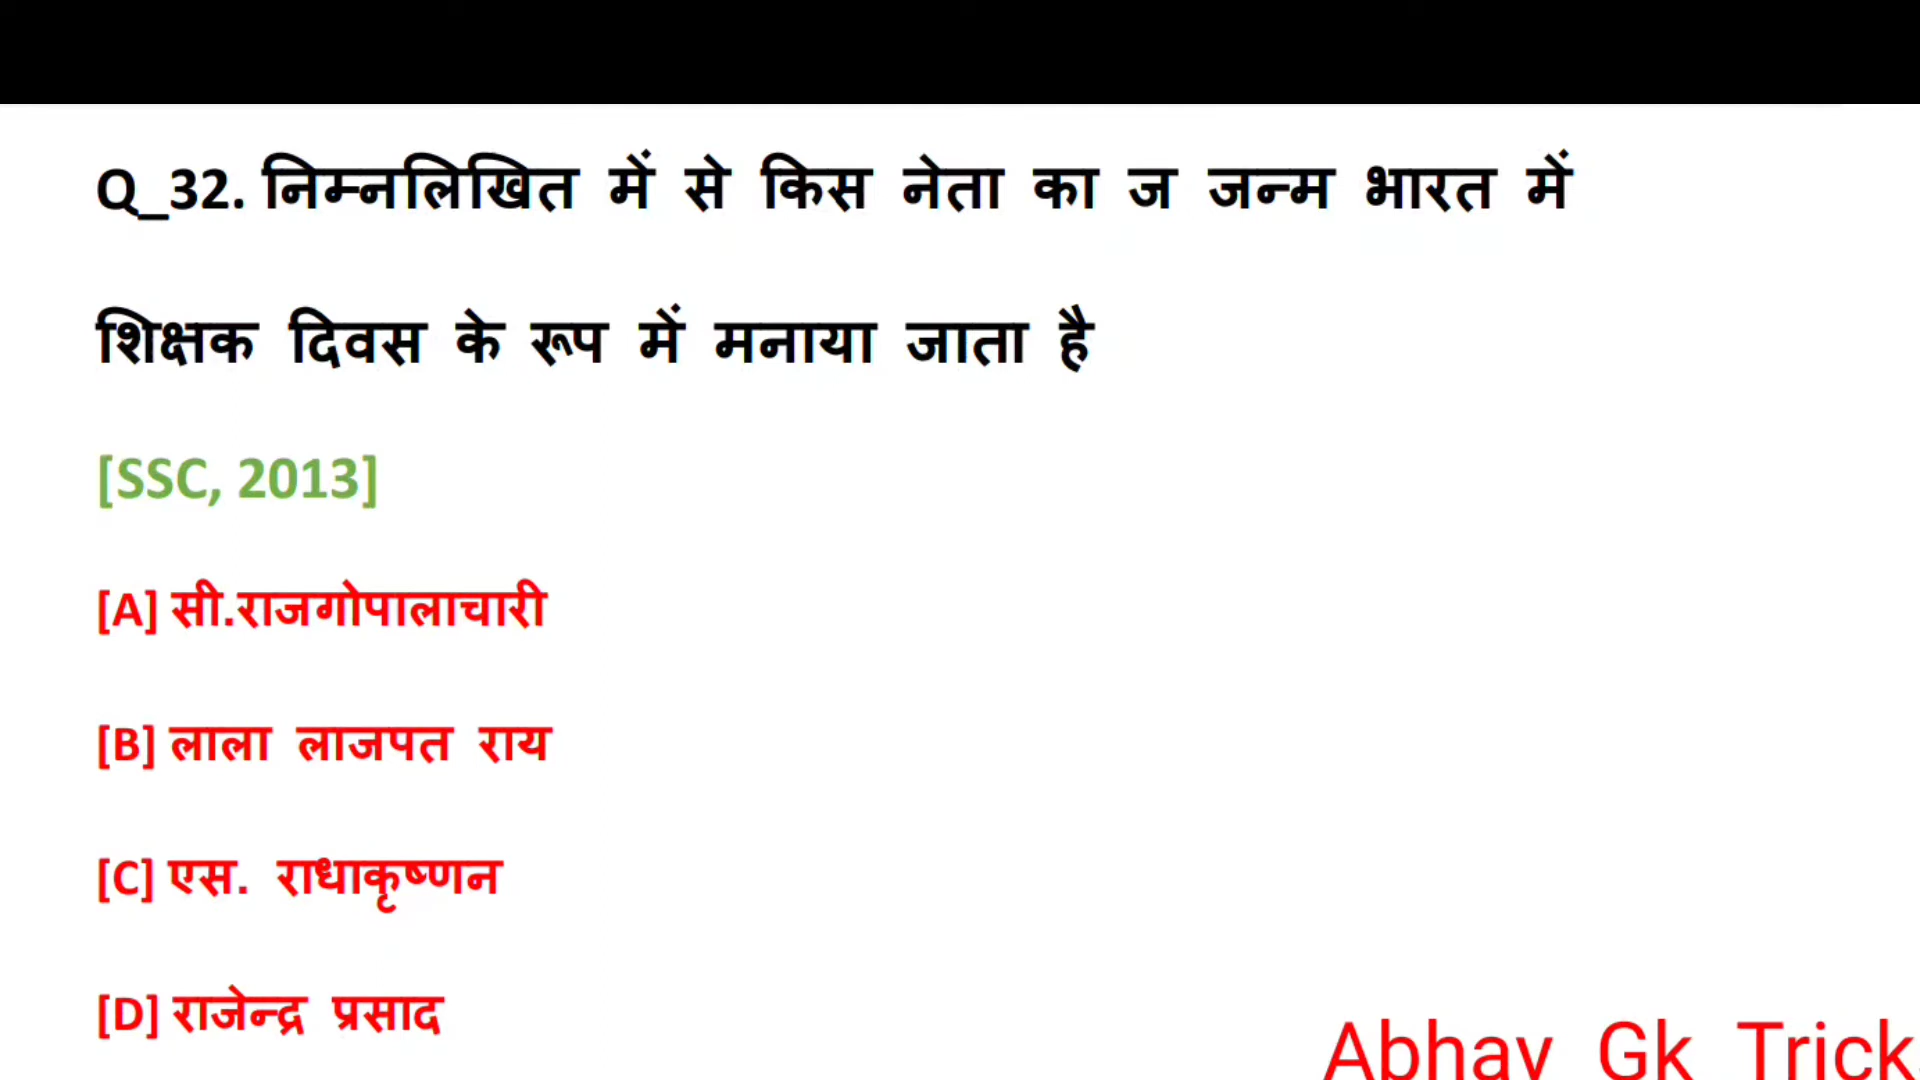 Q_32. निम्नलिखित में से किस नेता का ज जन्म भारत में
शिक्षक दिवस के रूप में मनाया जाता है
[SSC, 2013]
[A] सी.राजगोपालाचारी
[B] लाला लाजपत राय
[C] एस. राधाकृष्णन
[D] राजेन्द्र प्रसाद
Abhay Gk Trick